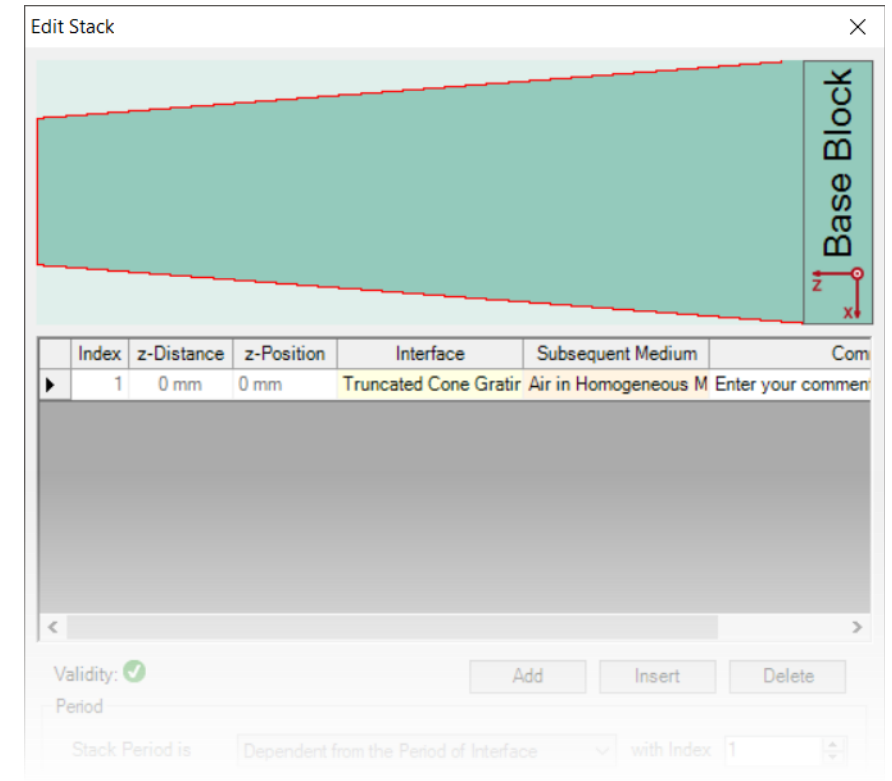 Edit Stack
Base Block
z
x
Index z-Distance z-Position Interface Subsequent Medium Com
1 0 mm 0 mm Truncated Cone Gratin Air in Homogeneous M Enter your comment
Validity:
Add Insert Delete
Period
Stack Period is Dependent from the Period of Interface with Index 1